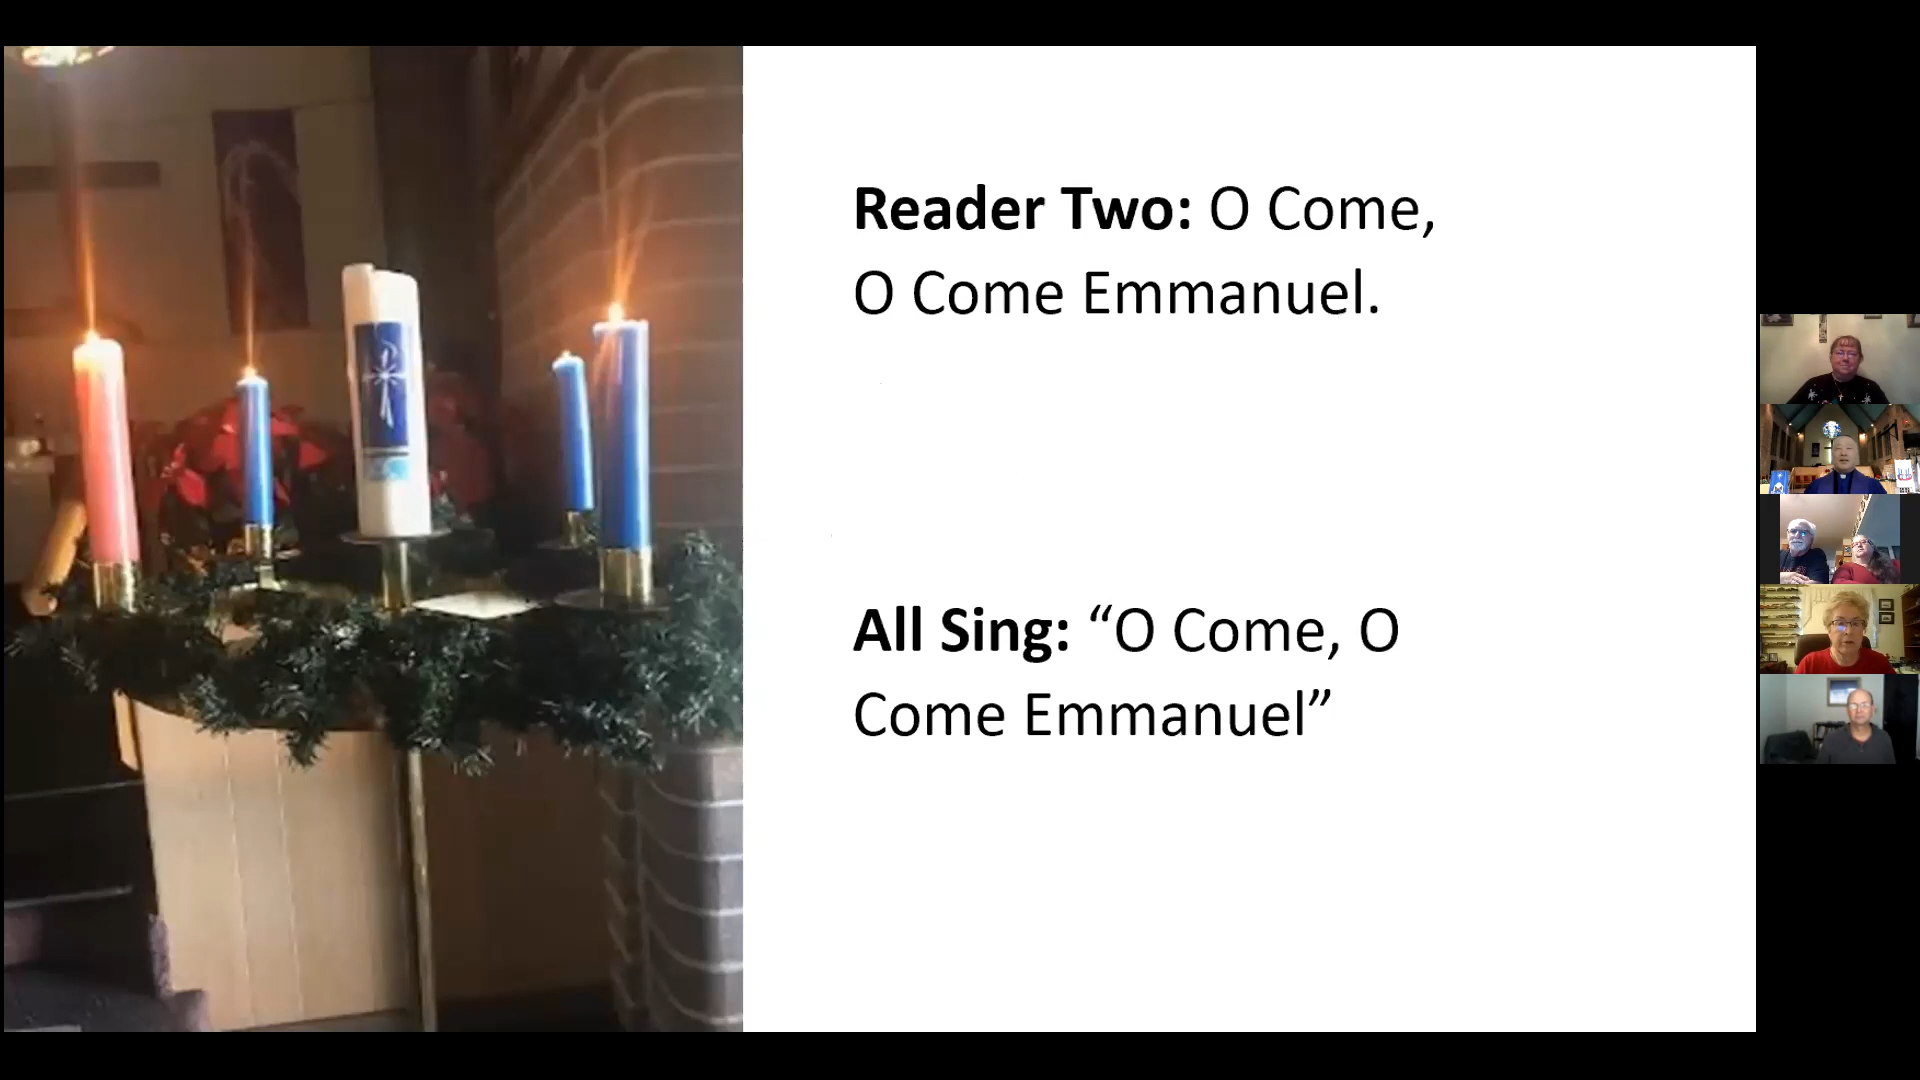 Reader Two: O Come,
O Come Emmanuel.
All Sing: “O Come, O
Come Emmanuel”